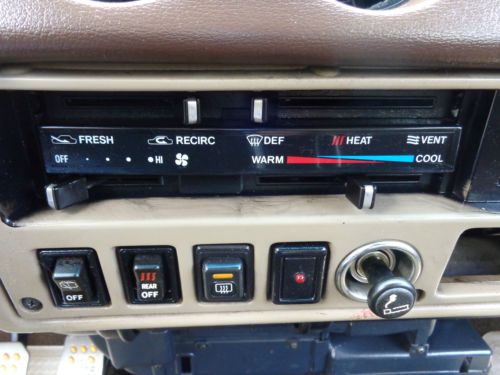 FRESH RECIRC DEF HEAT VENT
OFF HI WARM COOL
REAR
OFF OFF